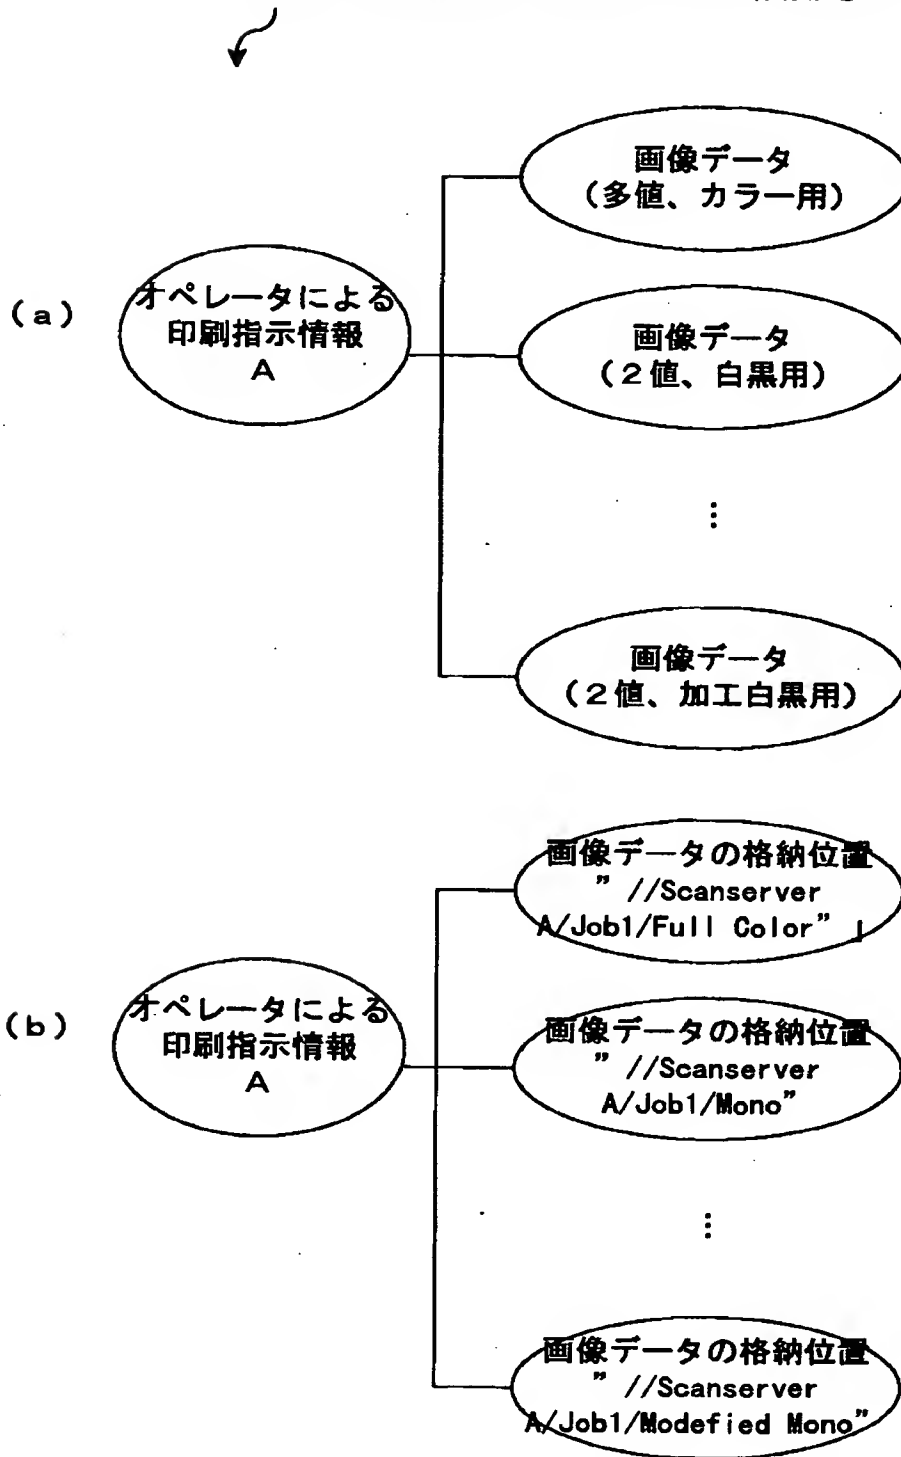 画像データ
(多値、カラー用)
(a)
オペレータによる
印刷指示情報
A
画像データ
(2値、白黒用)
⋮
画像データ
(2値、加工白黒用)
画像データの格納位置
” //Scanserver
A/Job1/Full Color”
(b)
オペレータによる
印刷指示情報
A
画像データの格納位置
” //Scanserver
A/Job1/Mono”
⋮
画像データの格納位置
” //Scanserver
A/Job1/Modefied Mono”